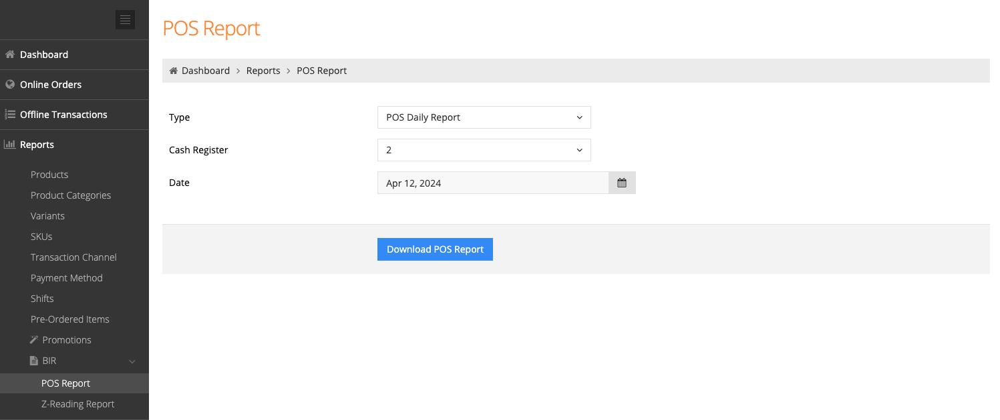 Dashboard
Online Orders
Offline Transactions
Reports
Products
Product Categories
Variants
SKUs
Transaction Channel
Payment Method
Shifts
Pre-Ordered Items
Promotions
BIR
POS Report
Z-Reading Report
POS Report
Dashboard > Reports > POS Report
Type POS Daily Report
Cash Register 2
Date Apr 12, 2024
Download POS Report